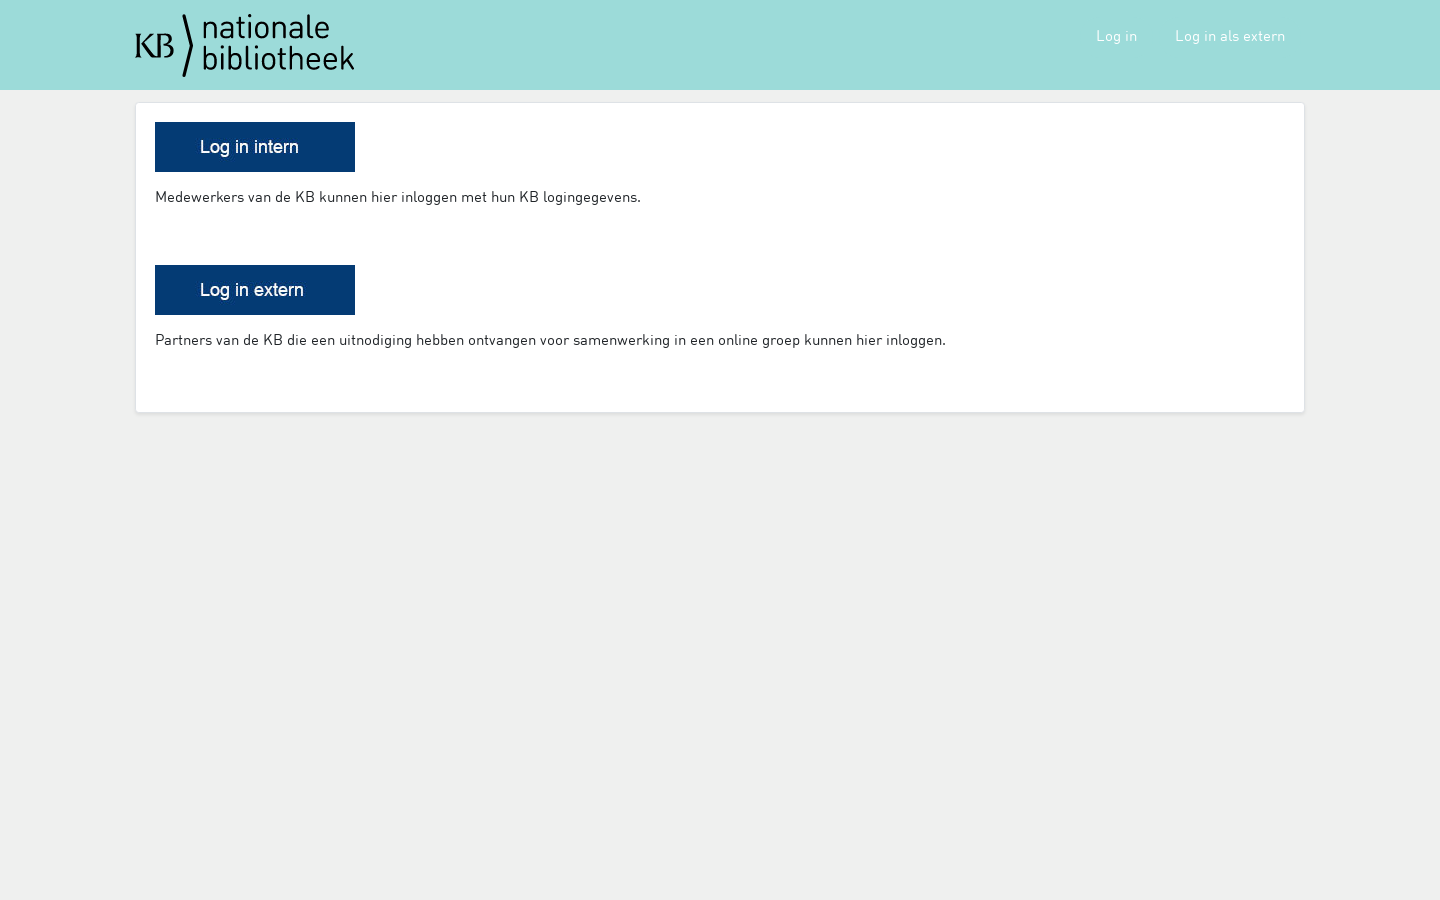 KB nationale
bibliotheek
Log in
Log in als extern
Log in intern
Medewerkers van de KB kunnen hier inloggen met hun KB logingegevens.
Log in extern
Partners van de KB die een uitnodiging hebben ontvangen voor samenwerking in een online groep kunnen hier inloggen.